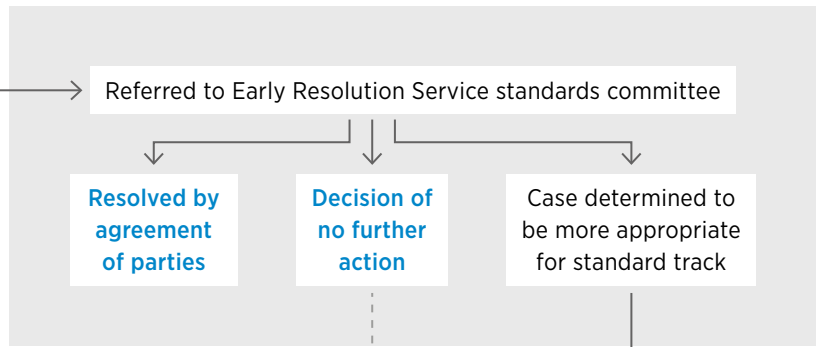 Referred to Early Resolution Service standards committee
Resolved by
agreement
of parties
Decision of
no further
action
Case determined to
be more appropriate
for standard track